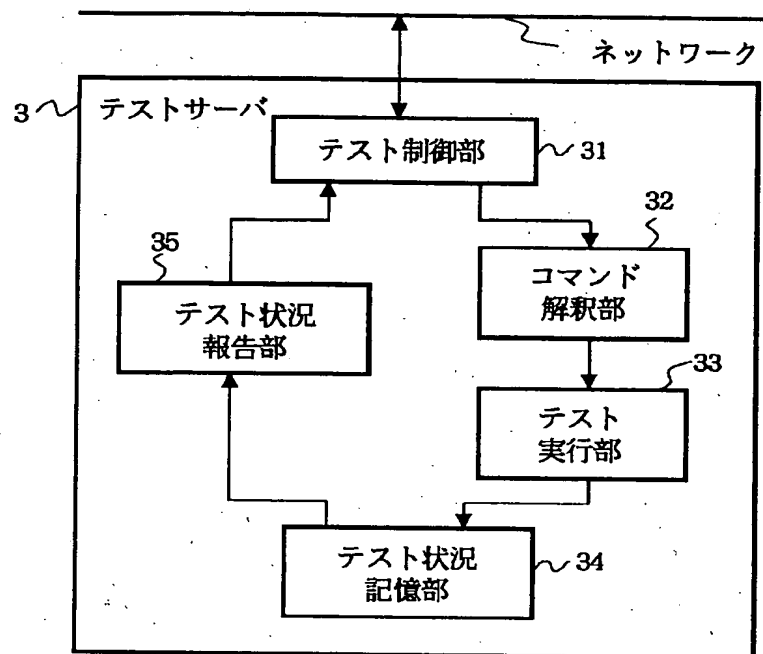 ネットワーク
3
テストサーバ
テスト制御部
31
32
コマンド
解釈部
35
テスト状況
報告部
33
テスト
実行部
テスト状況
記憶部
34